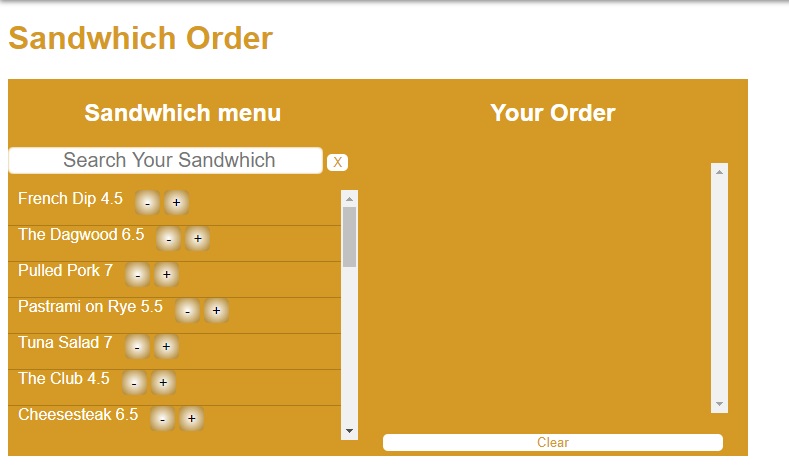 Sandwhich Order
Sandwhich menu
Your Order
Search Your Sandwhich X
French Dip 4.5 - +
The Dagwood 6.5 - +
Pulled Pork 7 - +
Pastrami on Rye 5.5 - +
Tuna Salad 7 - +
The Club 4.5 - +
Cheesesteak 6.5 - +
Clear